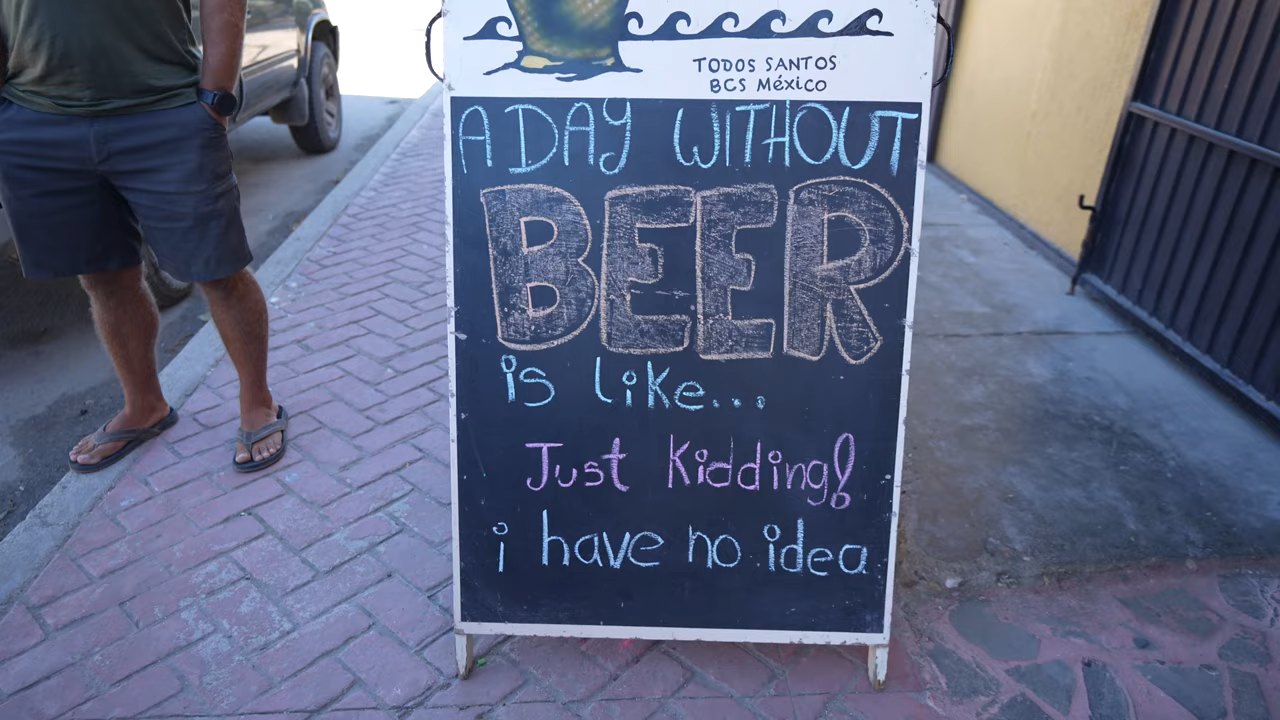 TODOS SANTOS
BCS México
A DAY WITHOUT
BEER
is like...
Just Kidding!
i have no idea